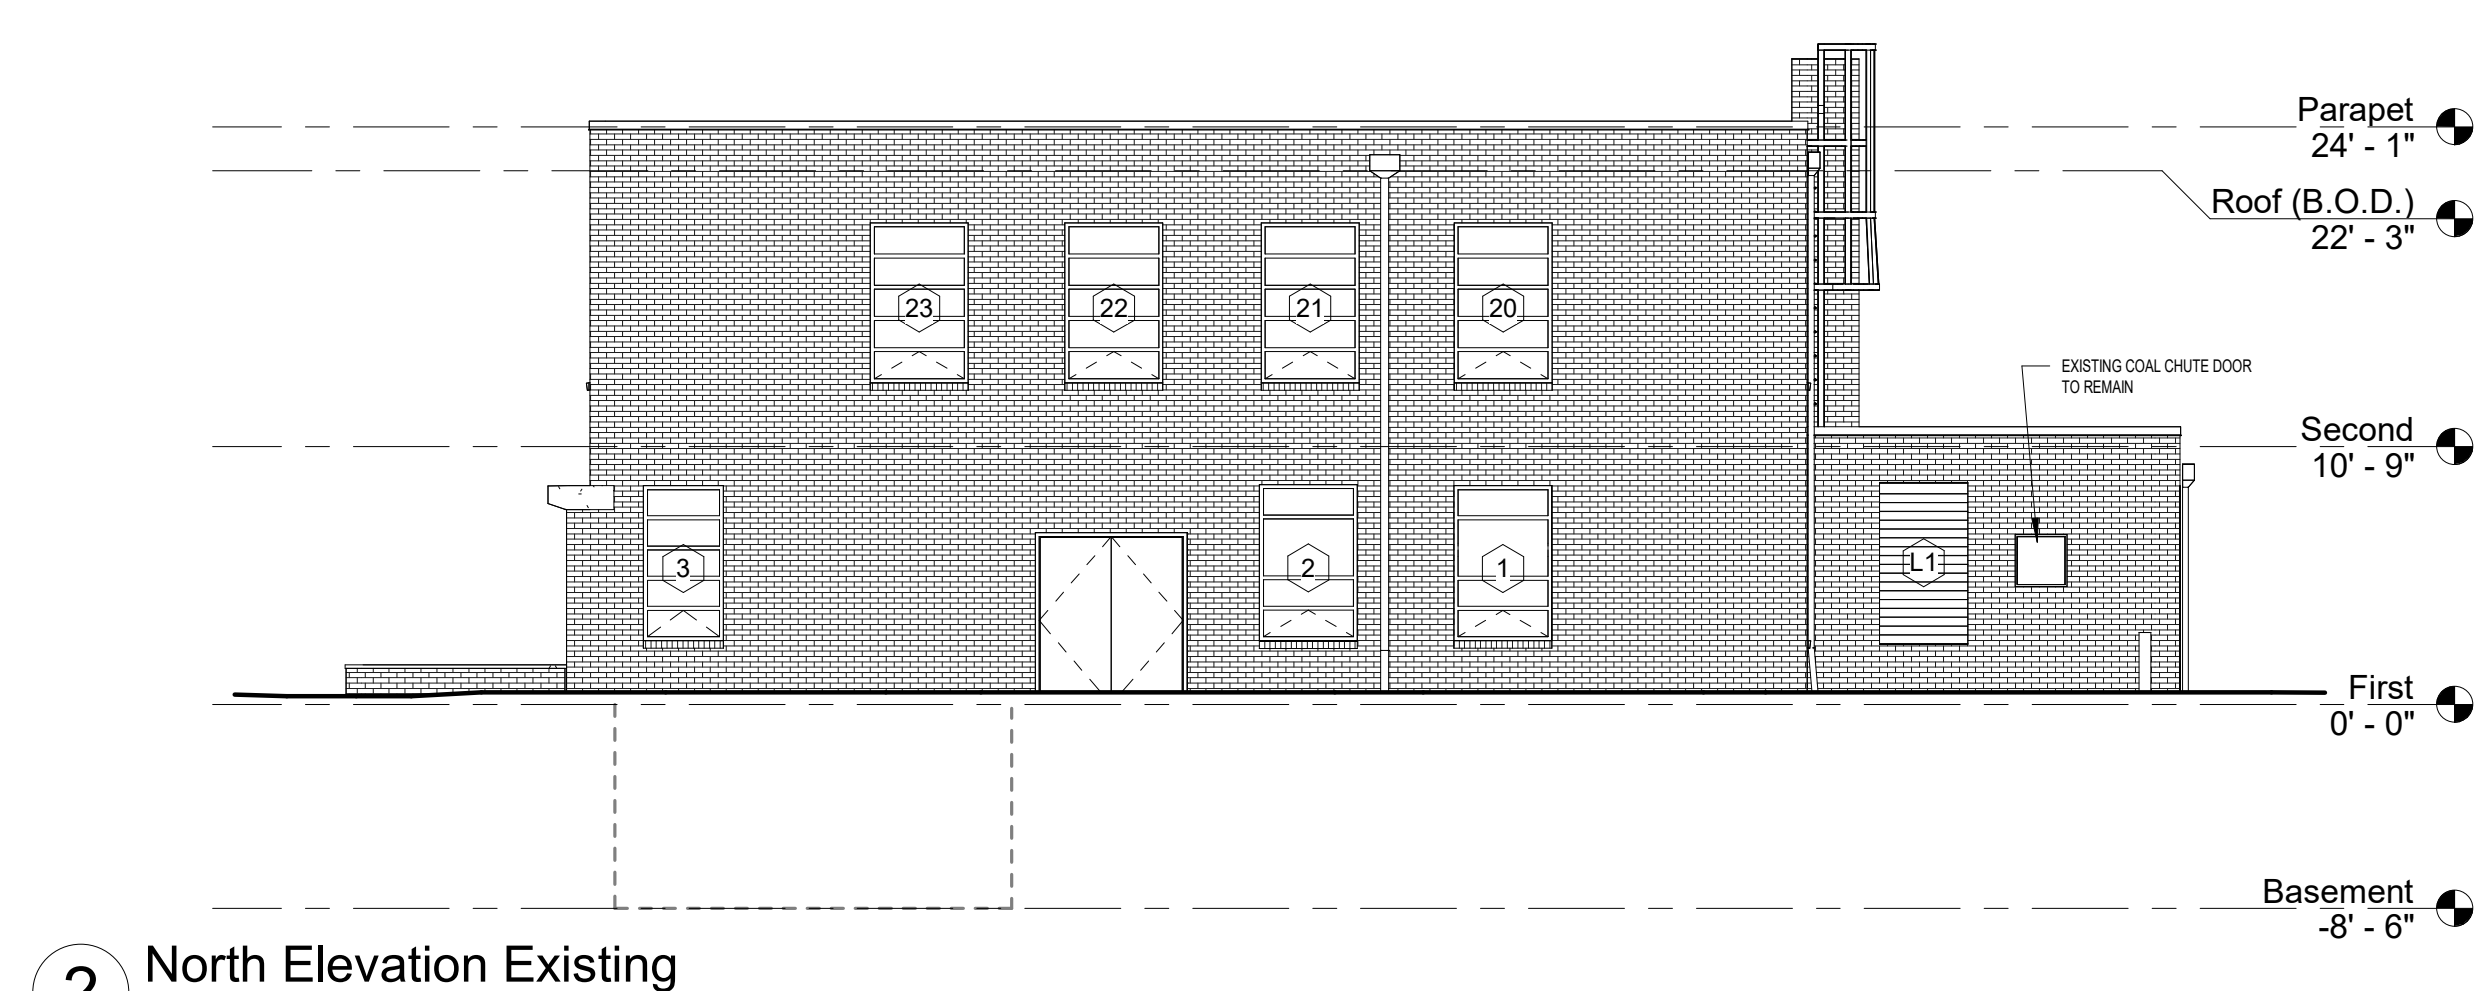 Parapet
24' - 1"
Roof (B.O.D.)
22' - 3"
23
22
21
20
EXISTING COAL CHUTE DOOR
TO REMAIN
Second
10' - 9"
3
2
1
L1
First
0' - 0"
Basement
-8' - 6"
2
North Elevation Existing